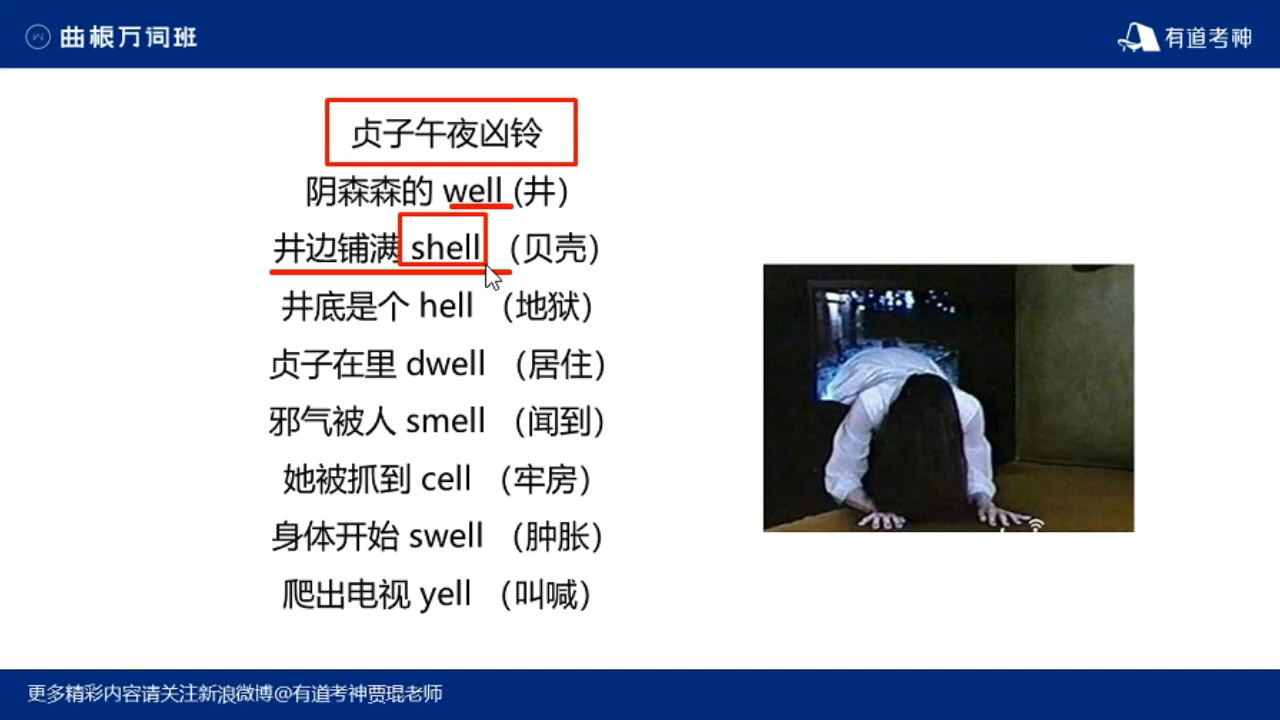 曲根万词班
有道考神
贞子午夜凶铃
阴森森的 well (井）
井边铺满 shell （贝壳）
井底是个 hell （地狱）
贞子在里 dwell （居住）
邪气被人 smell （闻到）
她被抓到 cell （牢房）
身体开始 swell （肿胀）
爬出电视 yell （叫喊）
更多精彩内容请关注新浪微博@有道考神贾琨老师